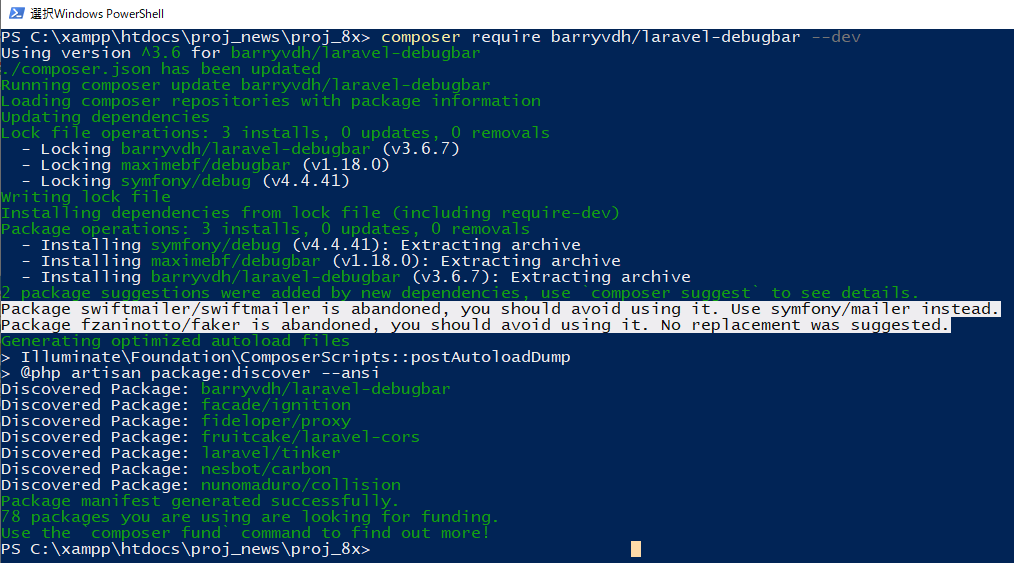 選択Windows PowerShell
PS C:\xampp\htdocs\proj_news\proj_8x> composer require barryvdh/laravel-debugbar --dev
Using version ^3.6 for barryvdh/laravel-debugbar
./composer.json has been updated
Running composer update barryvdh/laravel-debugbar
Loading composer repositories with package information
Updating dependencies
Lock file operations: 3 installs, 0 updates, 0 removals
  - Locking barryvdh/laravel-debugbar (v3.6.7)
  - Locking maximebf/debugbar (v1.18.0)
  - Locking symfony/debug (v4.4.41)
Writing lock file
Installing dependencies from lock file (including require-dev)
Package operations: 3 installs, 0 updates, 0 removals
  - Installing symfony/debug (v4.4.41): Extracting archive
  - Installing maximebf/debugbar (v1.18.0): Extracting archive
  - Installing barryvdh/laravel-debugbar (v3.6.7): Extracting archive
2 package suggestions were added by new dependencies, use `composer suggest` to see details.
Package swiftmailer/swiftmailer is abandoned, you should avoid using it. Use symfony/mailer instead.
Package fzaninotto/faker is abandoned, you should avoid using it. No replacement was suggested.
Generating optimized autoload files
> Illuminate\Foundation\ComposerScripts::postAutoloadDump
> @php artisan package:discover --ansi
Discovered Package: barryvdh/laravel-debugbar
Discovered Package: facade/ignition
Discovered Package: fideloper/proxy
Discovered Package: fruitcake/laravel-cors
Discovered Package: laravel/tinker
Discovered Package: nesbot/carbon
Discovered Package: nunomaduro/collision
Package manifest generated successfully.
78 packages you are using are looking for funding.
Use the `composer fund` command to find out more!
PS C:\xampp\htdocs\proj_news\proj_8x>